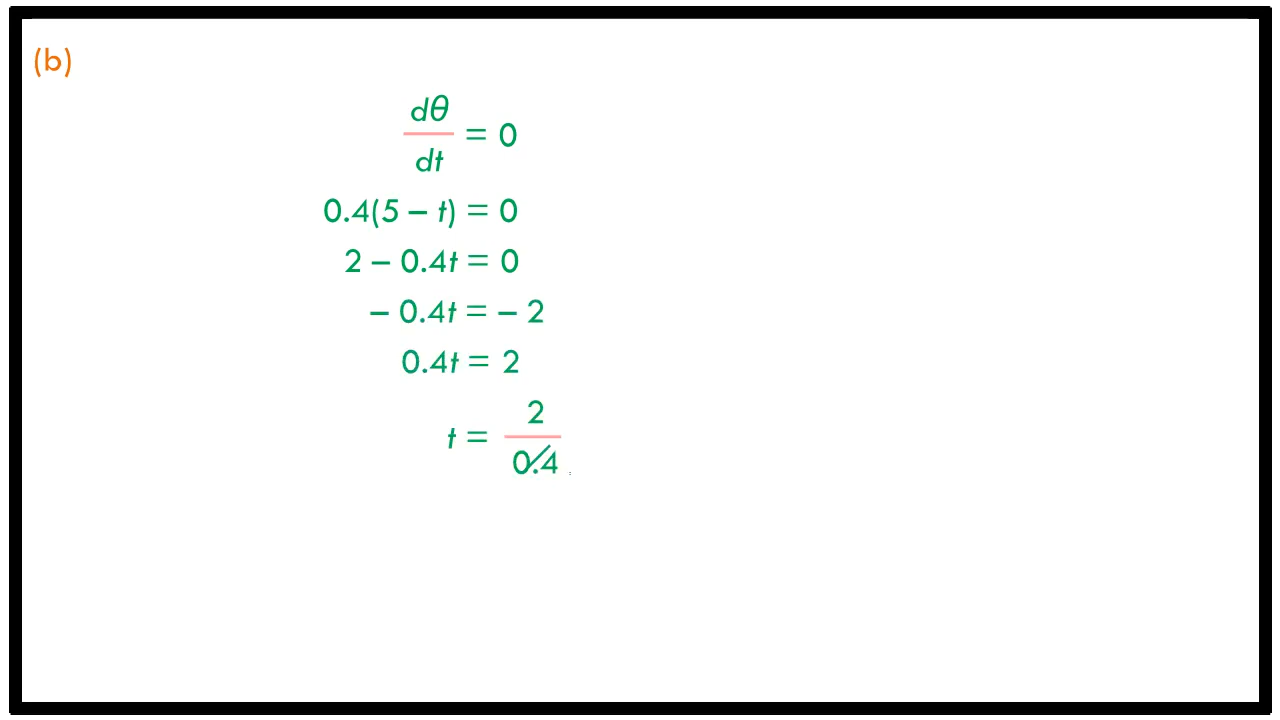 (b)
dθ/dt = 0
0.4(5 – t) = 0
2 – 0.4t = 0
– 0.4t = – 2
0.4t = 2
t = 2/0.4